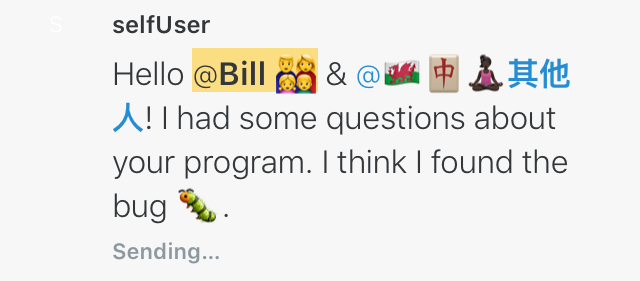 S
selfUser
Hello @Bill 👨‍👩‍👧‍👧 & @🏴󠁧󠁢󠁷󠁬󠁳󠁿🀄🧘🏿‍♀️其他
人! I had some questions about
your program. I think I found the
bug 🐛.
Sending...